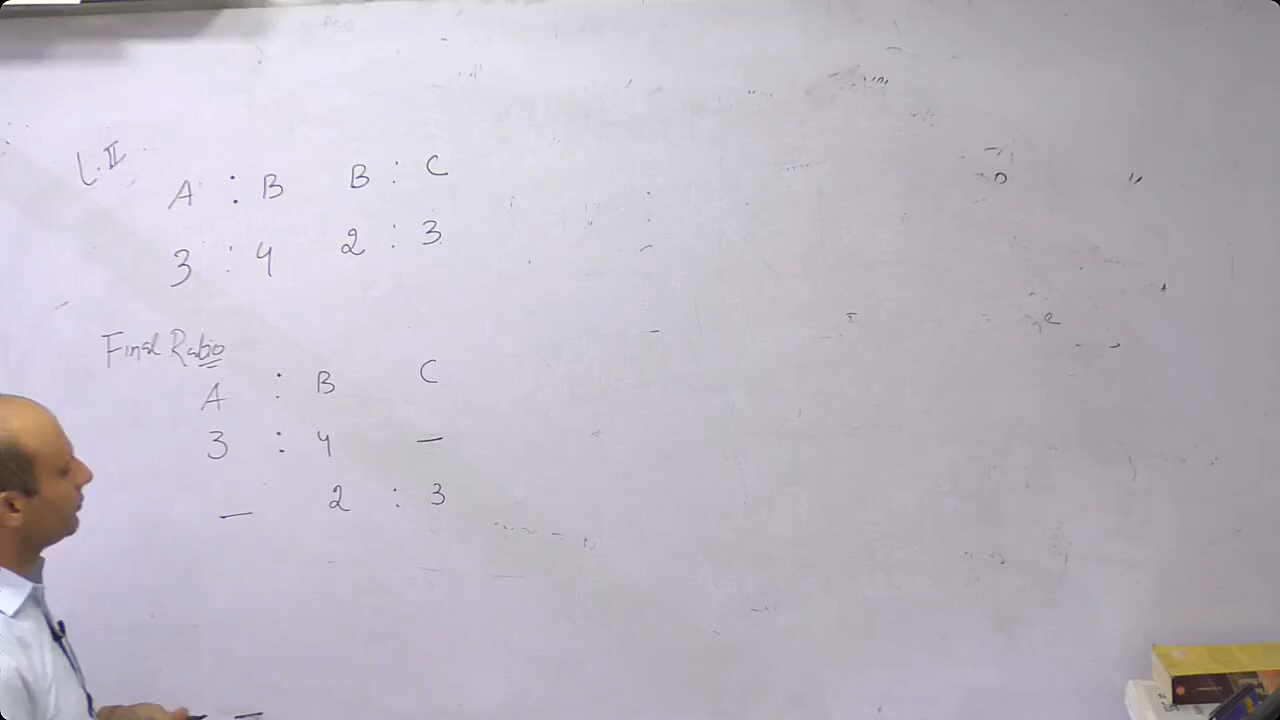 L.II
A : B B : C
3 : 4 2 : 3
Final Ratio
A : B C
3 : 4 —
— 2 : 3